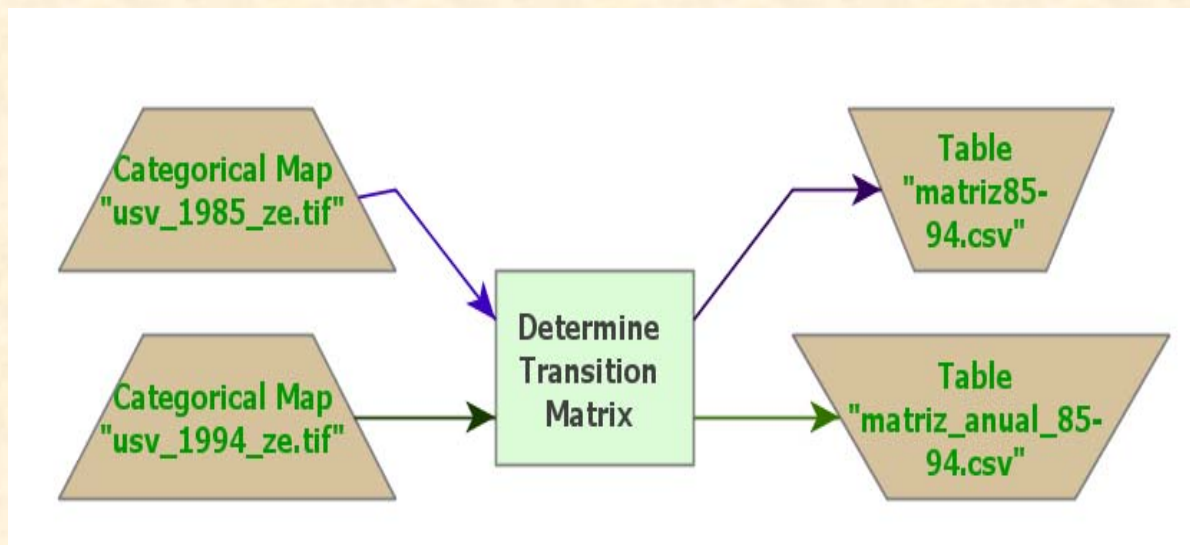 Categorical Map
"usv_1985_ze.tif"
Categorical Map
"usv_1994_ze.tif"
Determine
Transition
Matrix
Table
"matriz85-
94.csv"
Table
"matriz_anual_85-
94.csv"